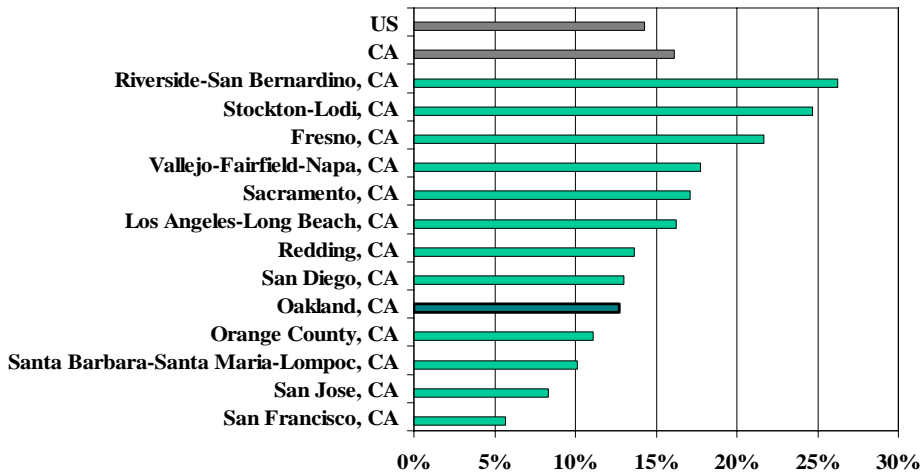 US
CA
Riverside-San Bernardino, CA
Stockton-Lodi, CA
Fresno, CA
Vallejo-Fairfield-Napa, CA
Sacramento, CA
Los Angeles-Long Beach, CA
Redding, CA
San Diego, CA
Oakland, CA
Orange County, CA
Santa Barbara-Santa Maria-Lompoc, CA
San Jose, CA
San Francisco, CA
0% 5% 10% 15% 20% 25% 30%